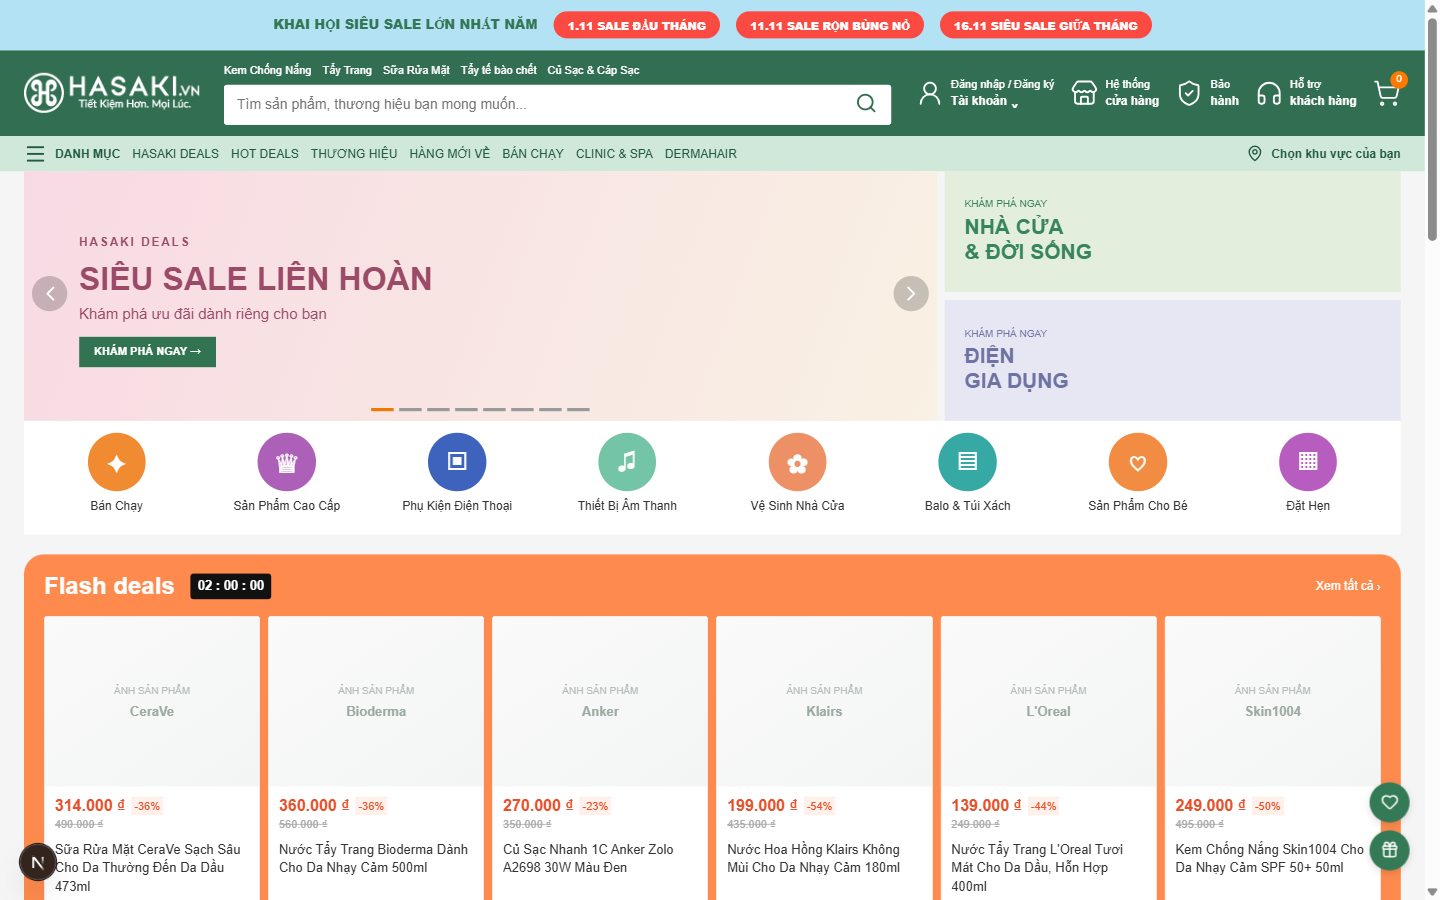 KHAI HỘI SIÊU SALE LỚN NHẤT NĂM
1.11 SALE ĐẦU THÁNG
11.11 SALE RỘN BÙNG NỔ
16.11 SIÊU SALE GIỮA THÁNG
HASAKI.VN
Tiết Kiệm Hơn. Mọi Lúc.
Kem Chống Nắng Tẩy Trang Sữa Rửa Mặt Tẩy tế bào chết Củ Sạc & Cáp Sạc
Tìm sản phẩm, thương hiệu bạn mong muốn...
Đăng nhập / Đăng ký
Tài khoản
Hệ thống
cửa hàng
Bảo
hành
Hỗ trợ
khách hàng
0
DANH MỤC HASAKI DEALS HOT DEALS THƯƠNG HIỆU HÀNG MỚI VỀ BÁN CHẠY CLINIC & SPA DERMAHAIR
Chọn khu vực của bạn
HASAKI DEALS
SIÊU SALE LIÊN HOÀN
Khám phá ưu đãi dành riêng cho bạn
KHÁM PHÁ NGAY →
KHÁM PHÁ NGAY
NHÀ CỬA
& ĐỜI SỐNG
KHÁM PHÁ NGAY
ĐIỆN
GIA DỤNG
Bán Chạy
Sản Phẩm Cao Cấp
Phụ Kiện Điện Thoại
Thiết Bị Âm Thanh
Vệ Sinh Nhà Cửa
Balo & Túi Xách
Sản Phẩm Cho Bé
Đặt Hẹn
Flash deals
02 : 00 : 00
Xem tất cả ›
ẢNH SẢN PHẨM
CeraVe
314.000 ₫ -36%
490.000 ₫
Sữa Rửa Mặt CeraVe Sạch Sâu
Cho Da Thường Đến Da Dầu
473ml
ẢNH SẢN PHẨM
Bioderma
360.000 ₫ -36%
560.000 ₫
Nước Tẩy Trang Bioderma Dành
Cho Da Nhạy Cảm 500ml
ẢNH SẢN PHẨM
Anker
270.000 ₫ -23%
350.000 ₫
Củ Sạc Nhanh 1C Anker Zolo
A2698 30W Màu Đen
ẢNH SẢN PHẨM
Klairs
199.000 ₫ -54%
435.000 ₫
Nước Hoa Hồng Klairs Không
Mùi Cho Da Nhạy Cảm 180ml
ẢNH SẢN PHẨM
L'Oreal
139.000 ₫ -44%
249.000 ₫
Nước Tẩy Trang L'Oreal Tươi
Mát Cho Da Dầu, Hỗn Hợp
400ml
ẢNH SẢN PHẨM
Skin1004
249.000 ₫ -50%
495.000 ₫
Kem Chống Nắng Skin1004 Cho
Da Nhạy Cảm SPF 50+ 50ml
N